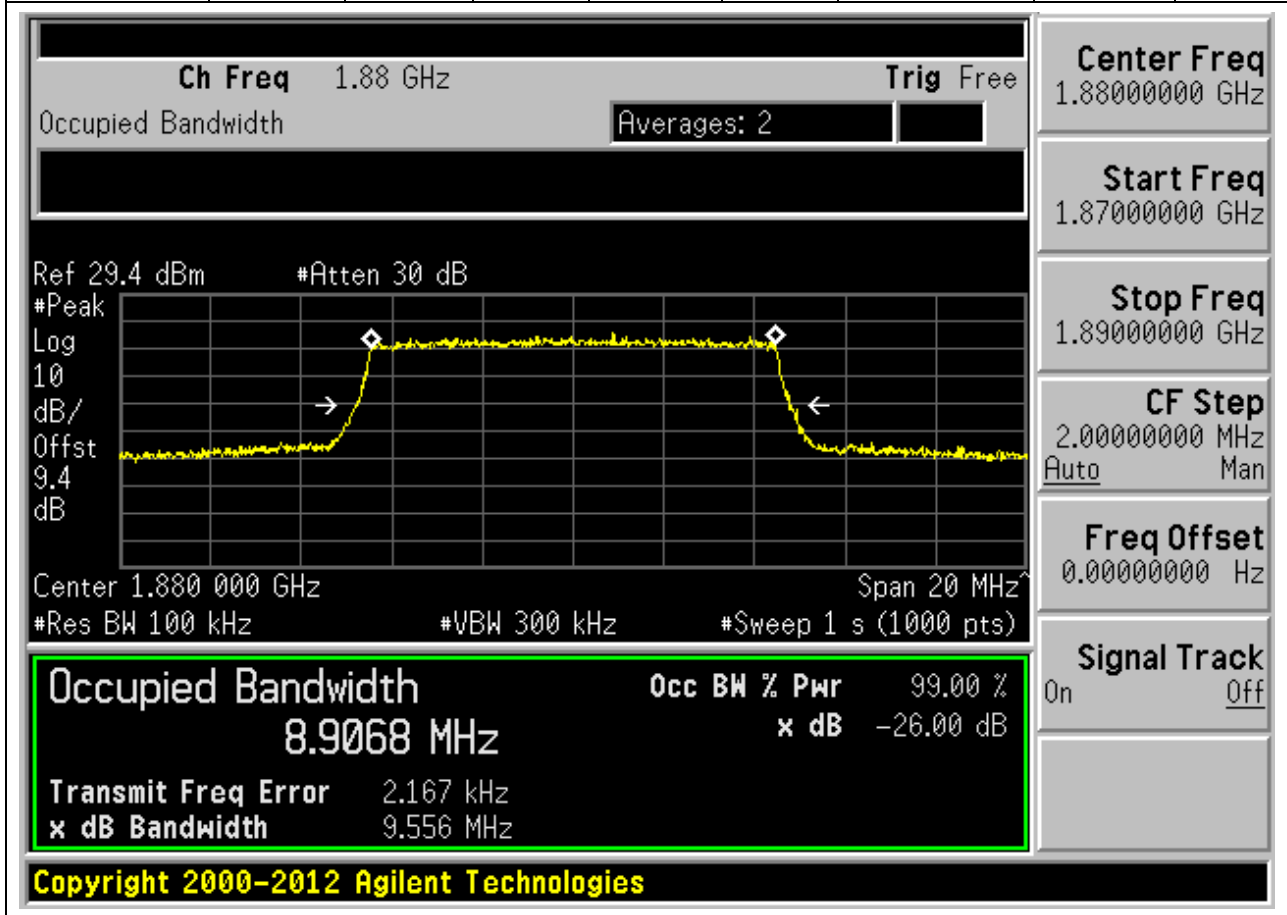 Ch Freq 1.88 GHz Trig Free
Occupied Bandwidth Averages: 2
Ref 29.4 dBm #Atten 30 dB
#Peak
Log
10
dB/
Offst
9.4
dB
Center 1.880 000 GHz Span 20 MHz^
#Res BW 100 kHz #VBW 300 kHz #Sweep 1 s (1000 pts)
Occupied Bandwidth Occ BW % Pwr 99.00 %
8.9068 MHz x dB -26.00 dB
Transmit Freq Error 2.167 kHz
x dB Bandwidth 9.556 MHz
Copyright 2000-2012 Agilent Technologies
Center Freq
1.88000000 GHz
Start Freq
1.87000000 GHz
Stop Freq
1.89000000 GHz
CF Step
2.00000000 MHz
Auto Man
Freq Offset
0.00000000 Hz
Signal Track
On Off